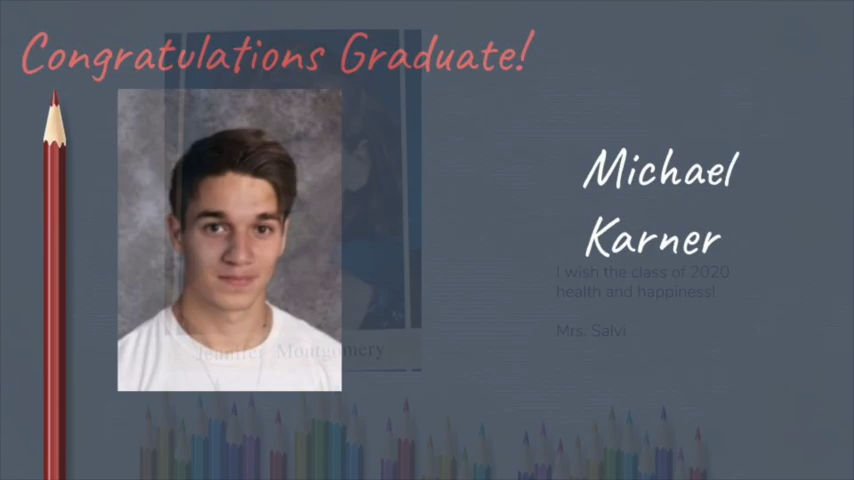 Congratulations Graduate!
Michael
Karner
I wish the class of 2020
health and happiness!
Mrs. Salvi
Jennifer Montgomery